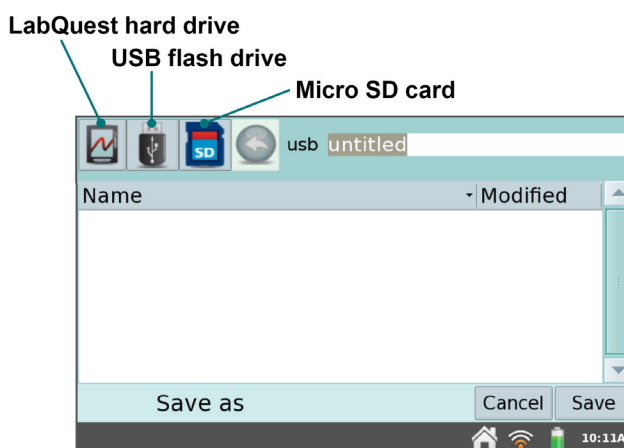 LabQuest hard drive
USB flash drive
Micro SD card
SD
usb untitled
Name Modified
Save as Cancel Save
10:11A